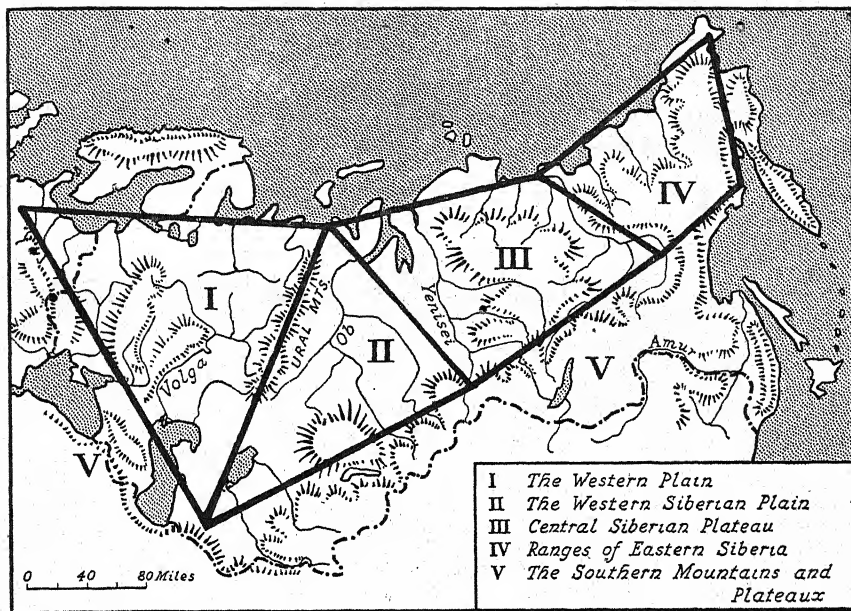 I
II
III
IV
V
V
URAL MTS.
Ob
Volga
Yenisei
Amur
0 40 80 Miles
I The Western Plain
II The Western Siberian Plain
III Central Siberian Plateau
IV Ranges of Eastern Siberia
V The Southern Mountains and
Plateaux